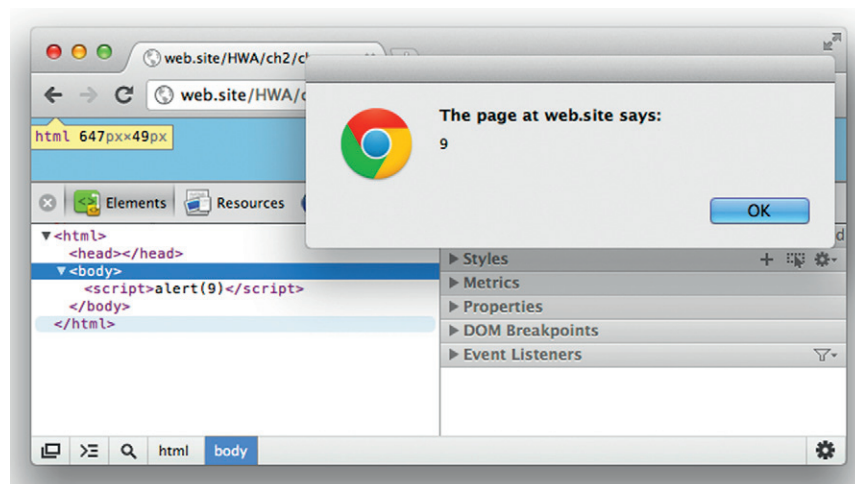 web.site/HWA/ch2/c
web.site/HWA/
html 647px×49px
The page at web.site says:
9
OK
Elements
Resources
▼<html>
<head></head>
▼<body>
<script>alert(9)</script>
</body>
</html>
▶ Styles
▶ Metrics
▶ Properties
▶ DOM Breakpoints
▶ Event Listeners
html
body